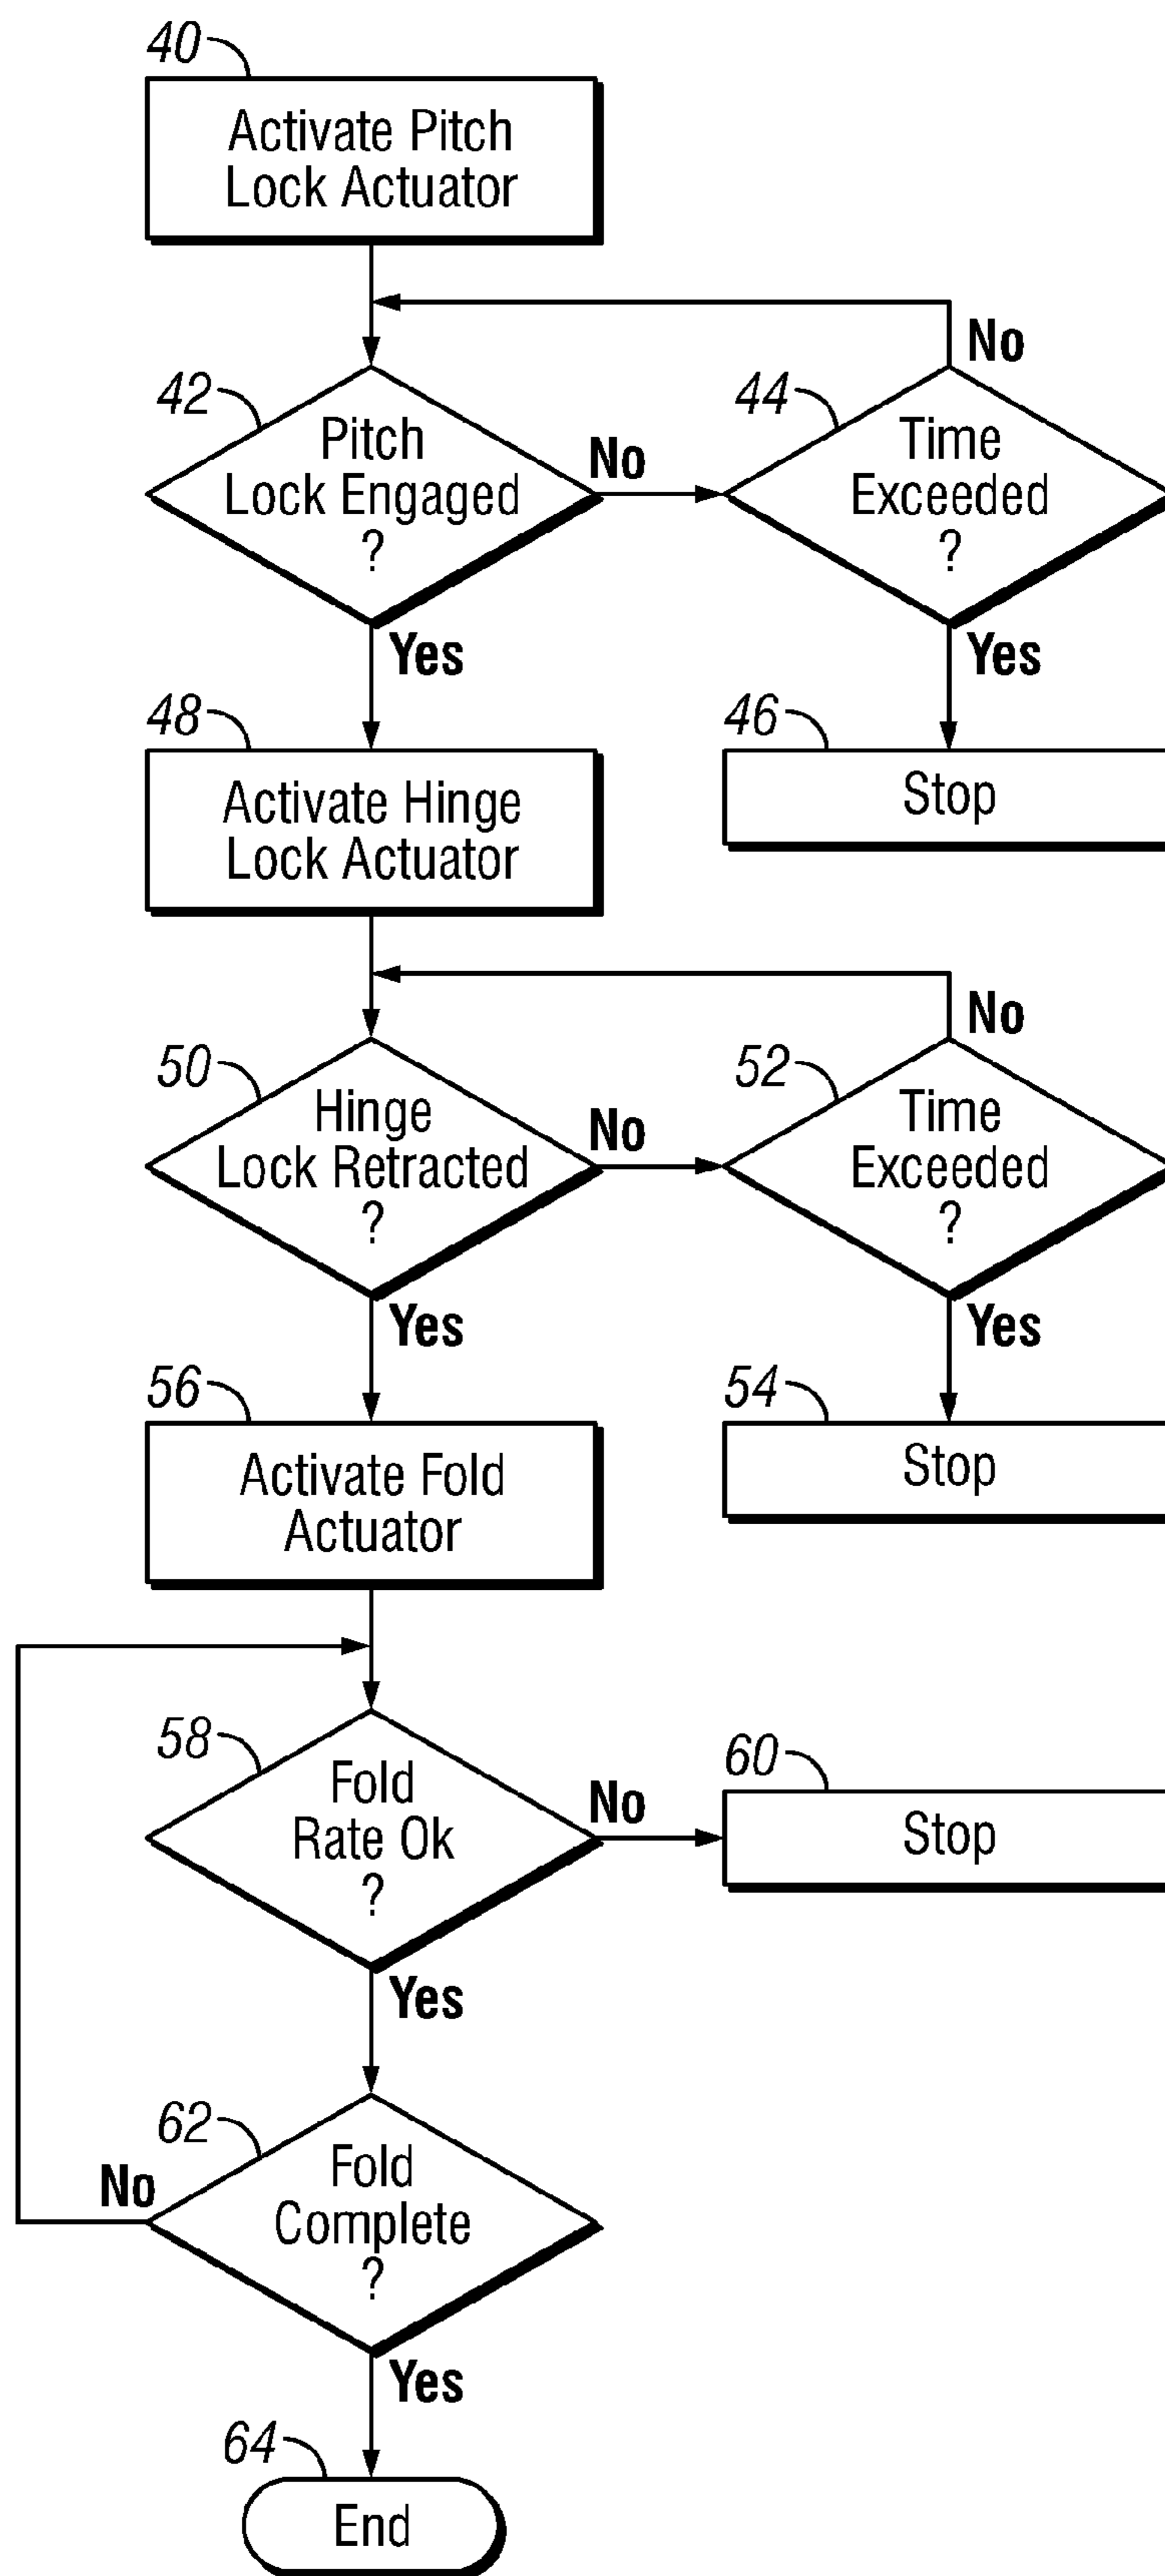 40
Activate Pitch
Lock Actuator
No
42
Pitch
Lock Engaged
?
No
44
Time
Exceeded
?
Yes
Yes
48
Activate Hinge
Lock Actuator
46
Stop
No
50
Hinge
Lock Retracted
?
No
52
Time
Exceeded
?
Yes
Yes
56
Activate Fold
Actuator
54
Stop
58
Fold
Rate Ok
?
No
60
Stop
Yes
62
No
Fold
Complete
?
Yes
64
End